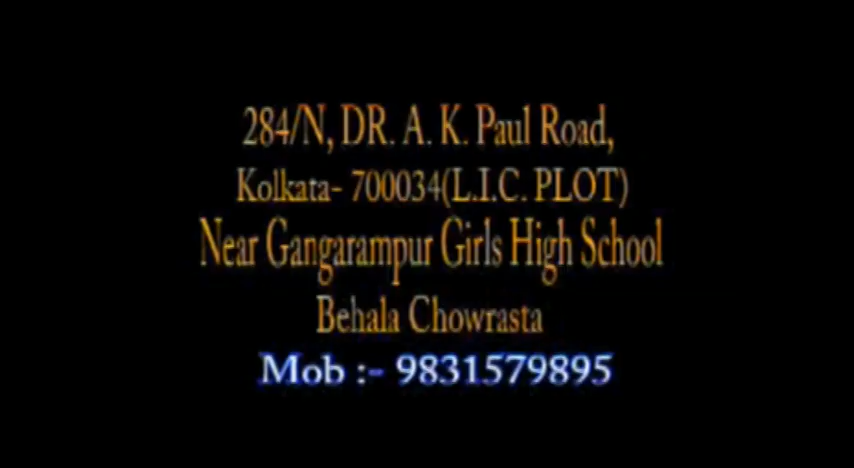 284/N, DR. A. K. Paul Road,
Kolkata- 700034(L.I.C. PLOT)
Near Gangarampur Girls High School
Behala Chowrasta
Mob :- 9831579895